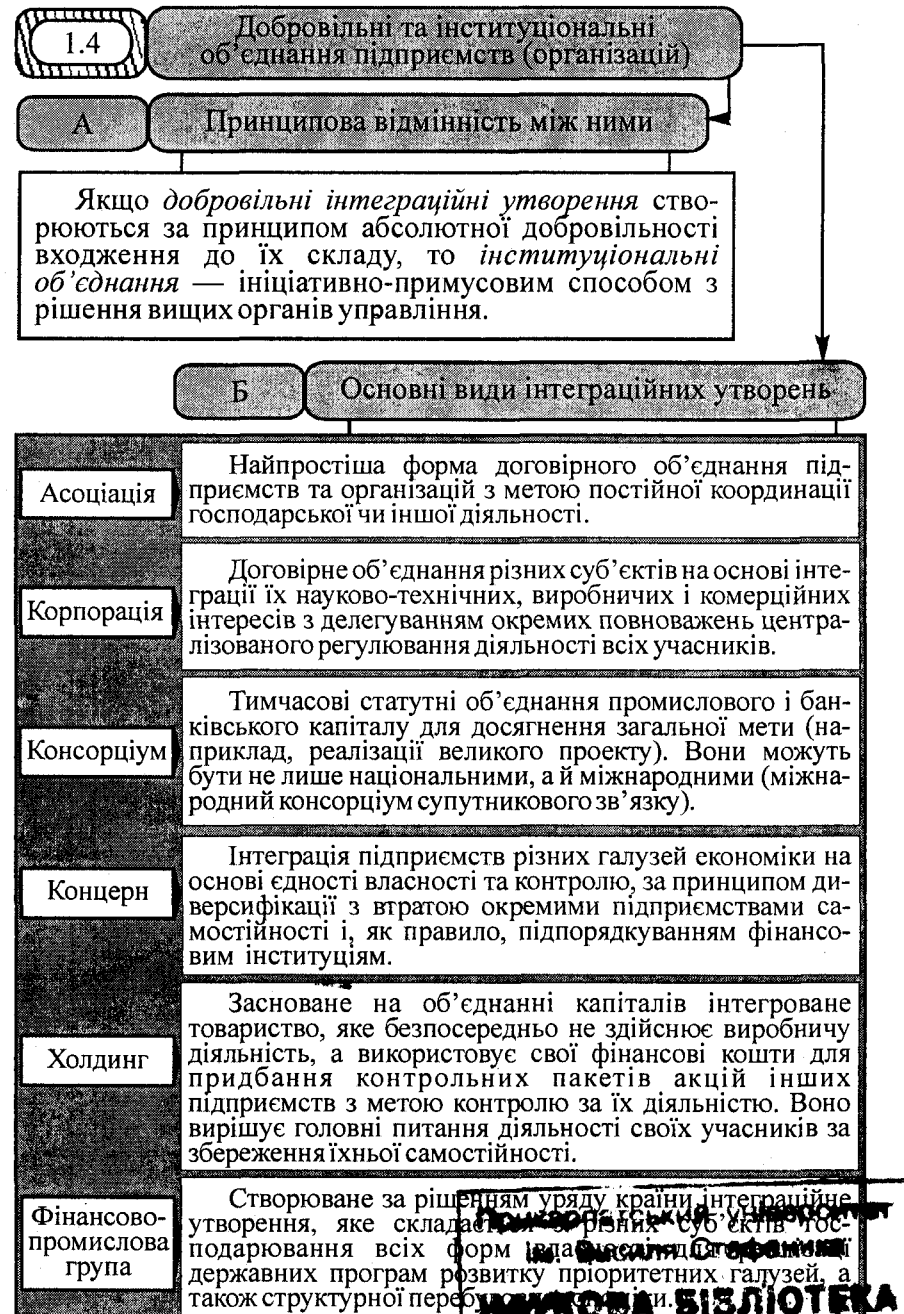 1.4
Добровільні та інституціональні
об’єднання підприємств (організацій)
А
Принципова відмінність між ними
Якщо добровільні інтеграційні утворення ство-
рюються за принципом абсолютної добровільності
входження до їх складу, то інституціональні
об’єднання — ініціативно-примусовим способом з
рішення вищих органів управління.
Б
Основні види інтеграційних утворень
Асоціація
Найпростіша форма договірного об’єднання під-
приємств та організацій з метою постійної координації
господарської чи іншої діяльності.
Корпорація
Договірне об’єднання різних суб’єктів на основі інте-
грації їх науково-технічних, виробничих і комерційних
інтересів з делегуванням окремих повноважень центра-
лізованого регулювання діяльності всіх учасників.
Консорціум
Тимчасові статутні об’єднання промислового і бан-
ківського капіталу для досягнення загальної мети (на-
приклад, реалізації великого проекту). Вони можуть
бути не лише національними, а й міжнародними (міжна-
родний консорціум супутникового зв’язку).
Концерн
Інтеграція підприємств різних галузей економіки на
основі єдності власності та контролю, за принципом ди-
версифікації з втратою окремими підприємствами са-
мостійності і, як правило, підпорядкуванням фінансо-
вим інституціям.
Холдинг
Засноване на об’єднанні капіталів інтегроване
товариство, яке безпосередньо не здійснює виробничу
діяльність, а використовує свої фінансові кошти для
придбання контрольних пакетів акцій інших
підприємств з метою контролю за їх діяльністю. Воно
вирішує головні питання діяльності своїх учасників за
збереження їхньої самостійності.
Фінансово-
промислова
група
Створюване за рішенням уряду країни інтеграційне
утворення, яке з різних суб’єктів гос-
подарювання всіх форм для
державних програм розвитку пріоритетних галузей, а
також структурної
університет
ім. Василя Стефаника
НАУКОВА БІБЛІОТЕКА